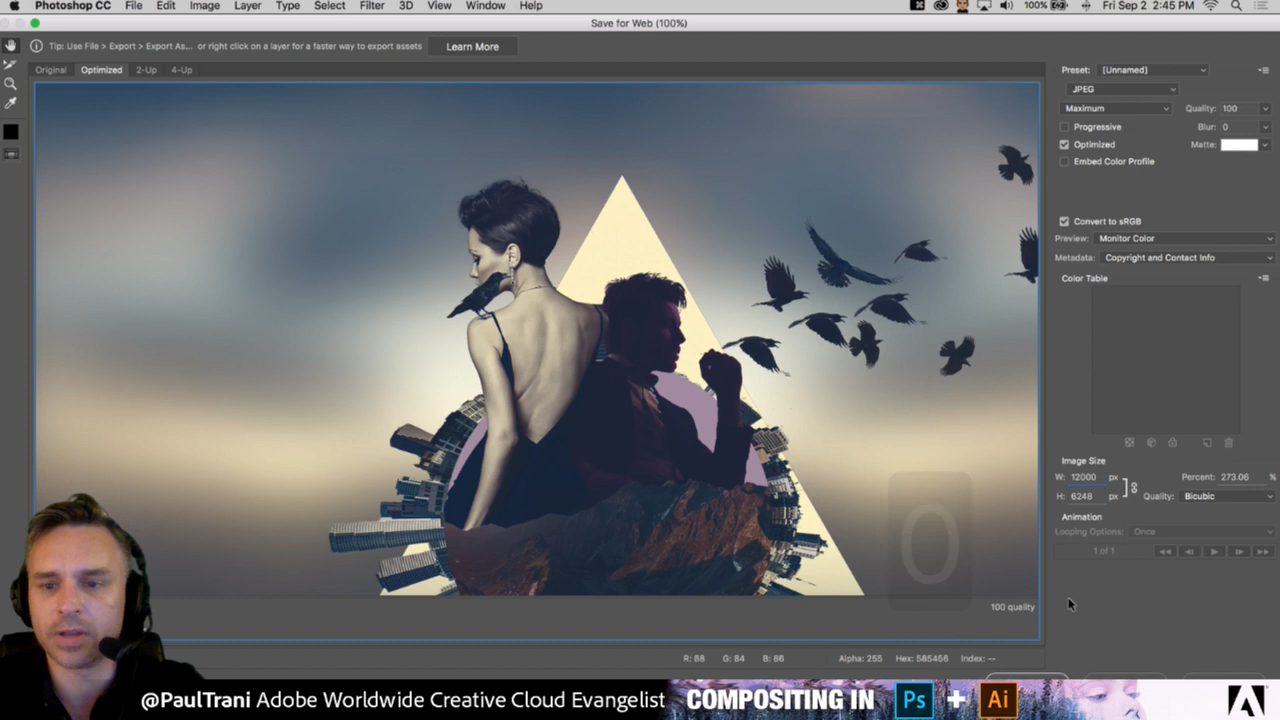 Photoshop CC File Edit Image Layer Type Select Filter 3D View Window Help 100% Fri Sep 2 2:45 PM
Save for Web (100%)
Tip: Use File > Export > Export As... or right click on a layer for a faster way to export assets Learn More
Original Optimized 2-Up 4-Up
Preset: [Unnamed]
JPEG
Maximum Quality: 100
Progressive Blur: 0
Optimized Matte:
Embed Color Profile
Convert to sRGB
Preview: Monitor Color
Metadata: Copyright and Contact Info
Color Table
Image Size
W: 12000 px Percent: 273.06 %
H: 6248 px Quality: Bicubic
Animation
Looping Options: Once
1 of 1
0
100 quality
R: 88 G: 84 B: 86 Alpha: 255 Hex: 585456 Index: --
@PaulTrani Adobe Worldwide Creative Cloud Evangelist COMPOSITING IN Ps + Ai